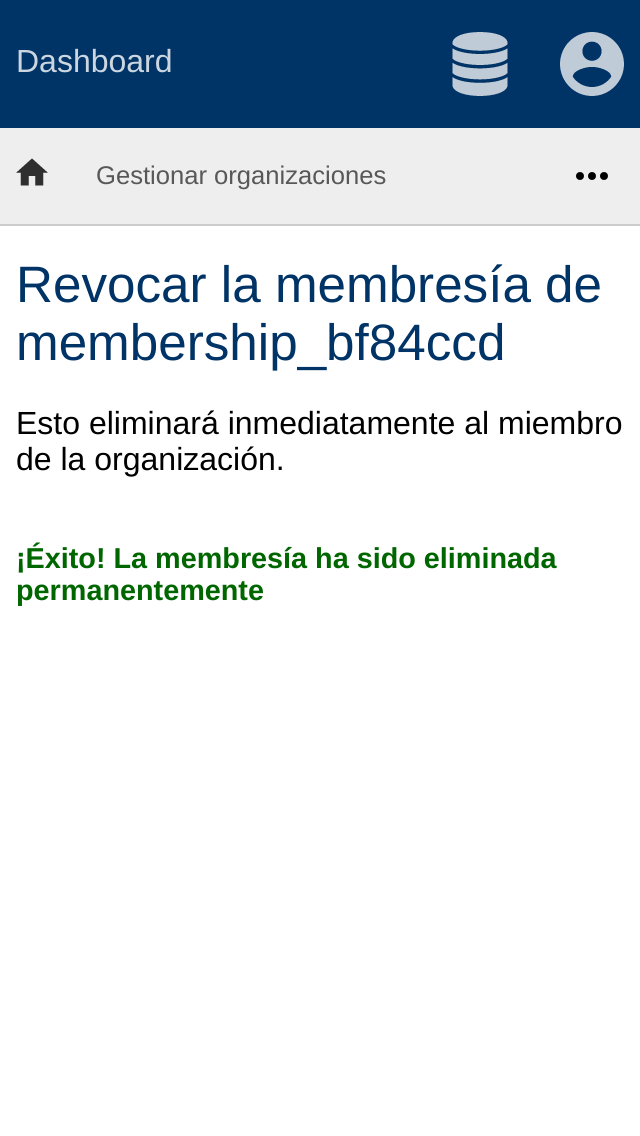 Dashboard
Gestionar organizaciones
Revocar la membresía de
membership_bf84ccd
Esto eliminará inmediatamente al miembro
de la organización.
¡Éxito! La membresía ha sido eliminada
permanentemente